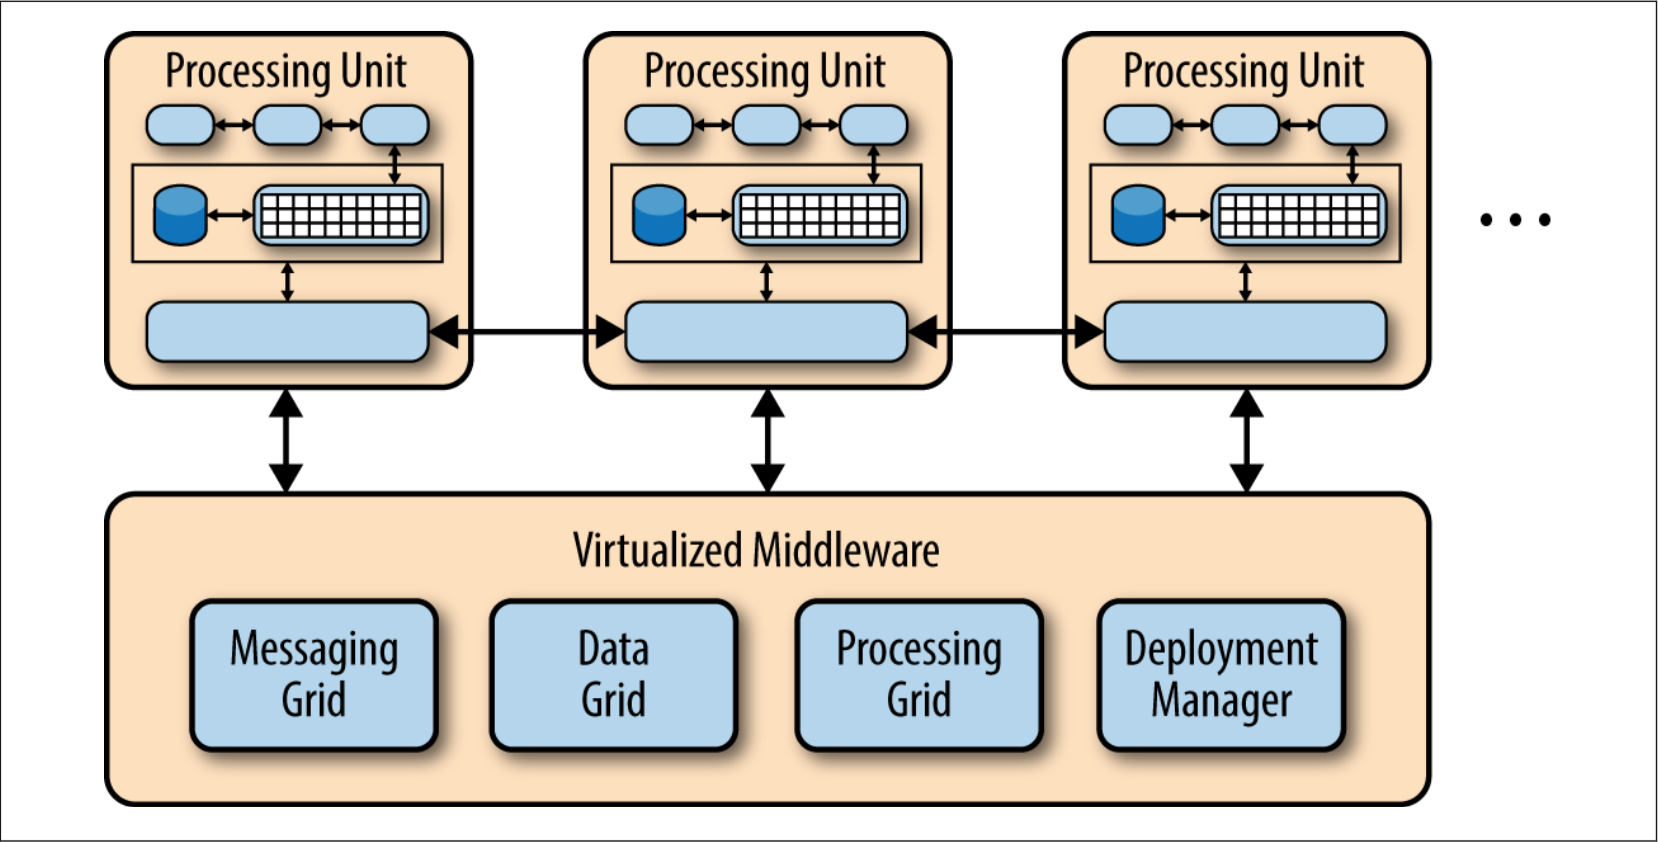 Processing Unit
Processing Unit
Processing Unit
...
Virtualized Middleware
Messaging
Grid
Data
Grid
Processing
Grid
Deployment
Manager